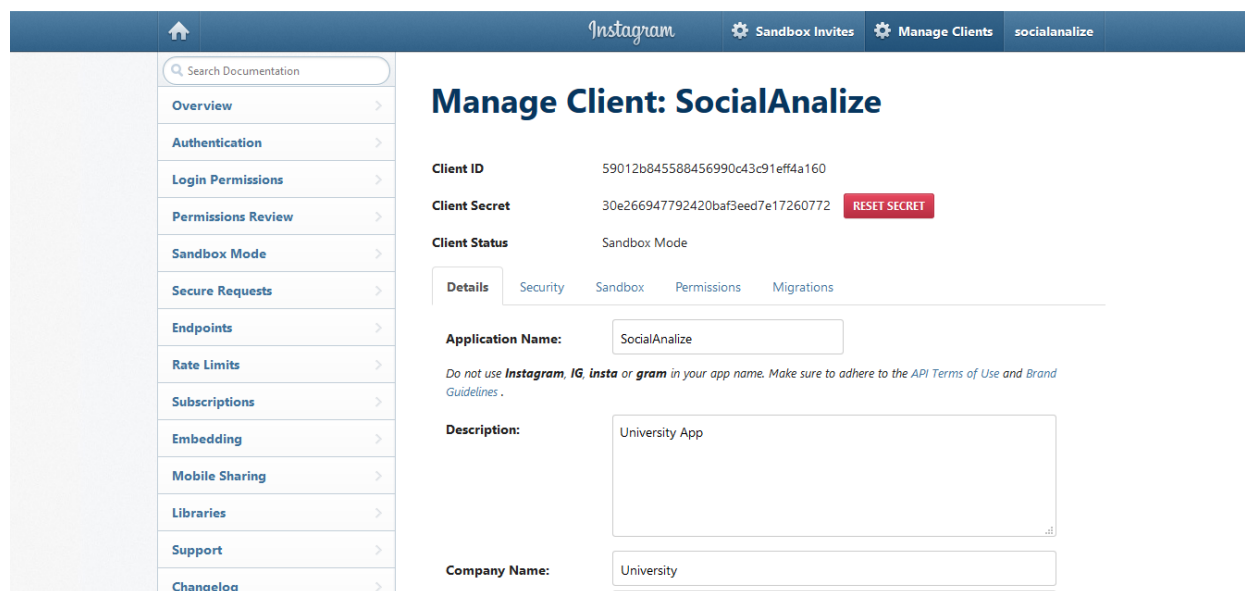 Instagram
Sandbox Invites
Manage Clients
socialanalize
Search Documentation
Overview
Authentication
Login Permissions
Permissions Review
Sandbox Mode
Secure Requests
Endpoints
Rate Limits
Subscriptions
Embedding
Mobile Sharing
Libraries
Support
Changelog
Manage Client: SocialAnalize
Client ID 59012b845588456990c43c91eff4a160
Client Secret 30e266947792420baf3eed7e17260772 RESET SECRET
Client Status Sandbox Mode
Details Security Sandbox Permissions Migrations
Application Name: SocialAnalize
Do not use Instagram, IG, insta or gram in your app name. Make sure to adhere to the API Terms of Use and Brand
Guidelines .
Description: University App
Company Name: University